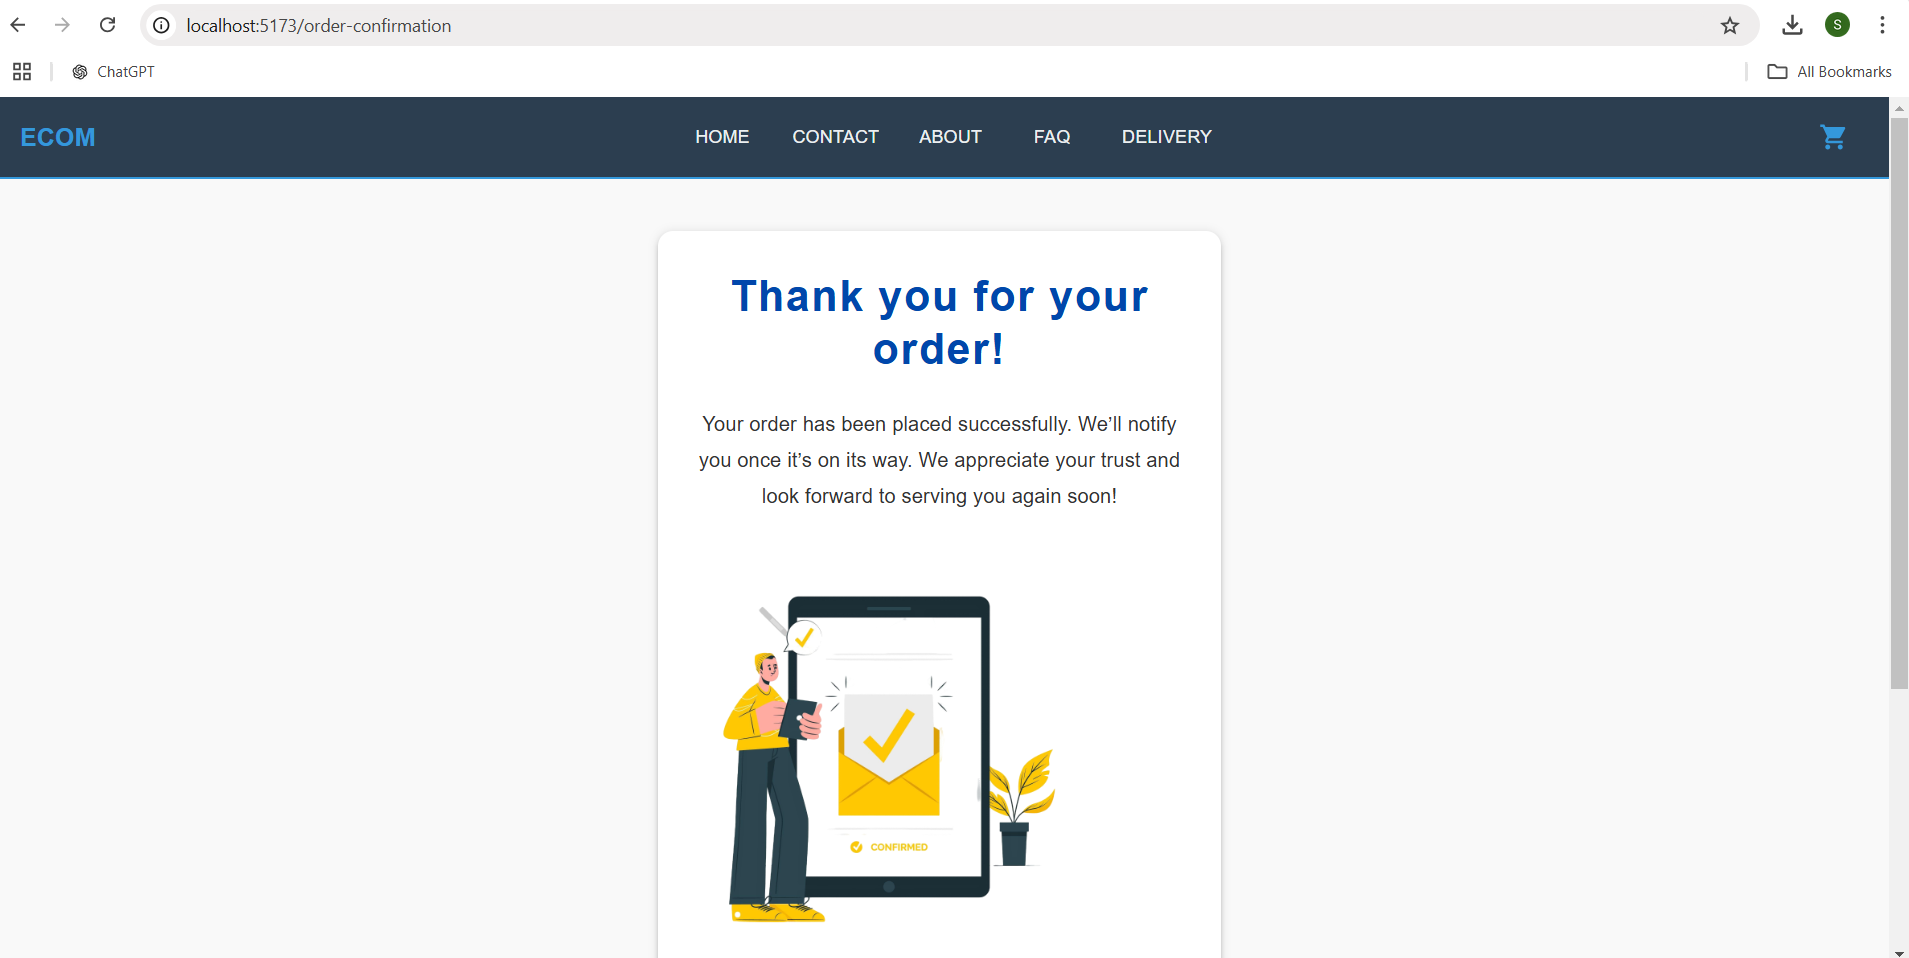 localhost:5173/order-confirmation
S
ChatGPT
All Bookmarks
ECOM
HOME CONTACT ABOUT FAQ DELIVERY
Thank you for your
order!
Your order has been placed successfully. We’ll notify
you once it’s on its way. We appreciate your trust and
look forward to serving you again soon!
CONFIRMED